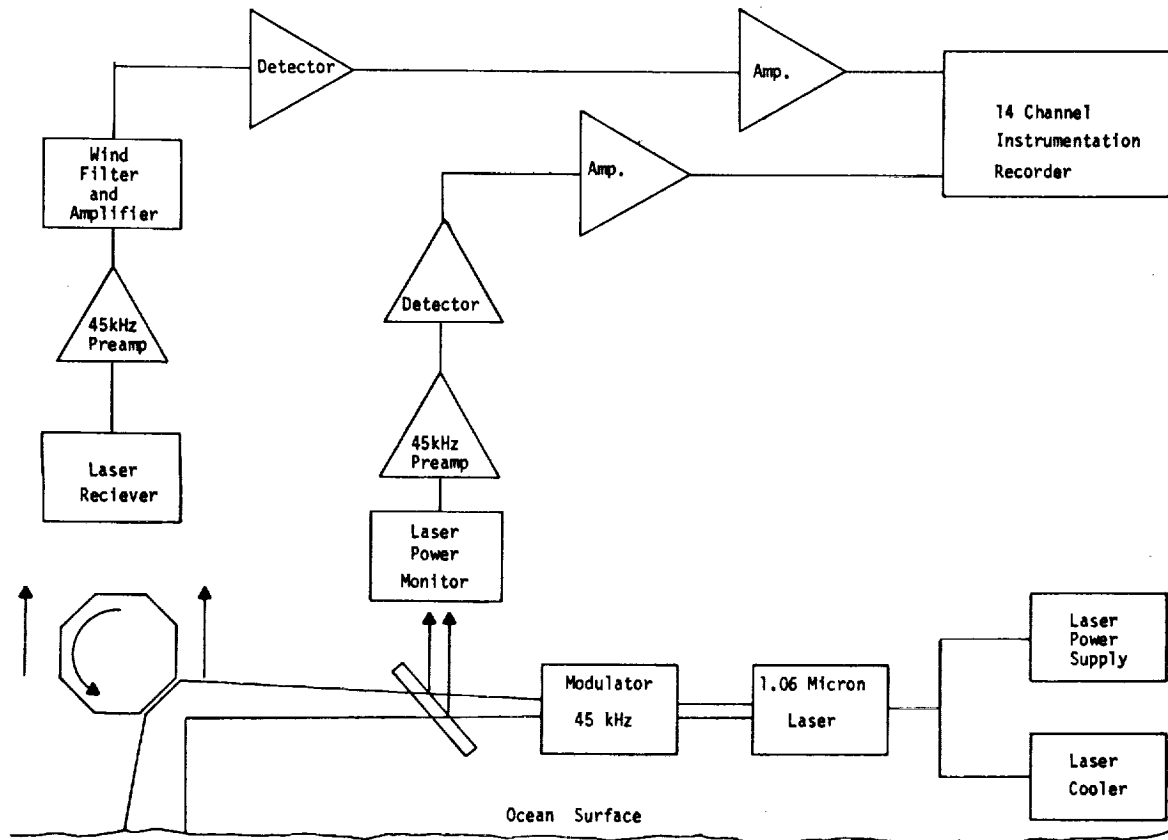 Detector
Amp.
14 Channel
Instrumentation
Recorder
Wind
Filter
and
Amplifier
Amp.
45kHz
Preamp
Detector
Laser
Reciever
45kHz
Preamp
Laser
Power
Monitor
Modulator
45 kHz
1.06 Micron
Laser
Laser
Power
Supply
Laser
Cooler
Ocean Surface